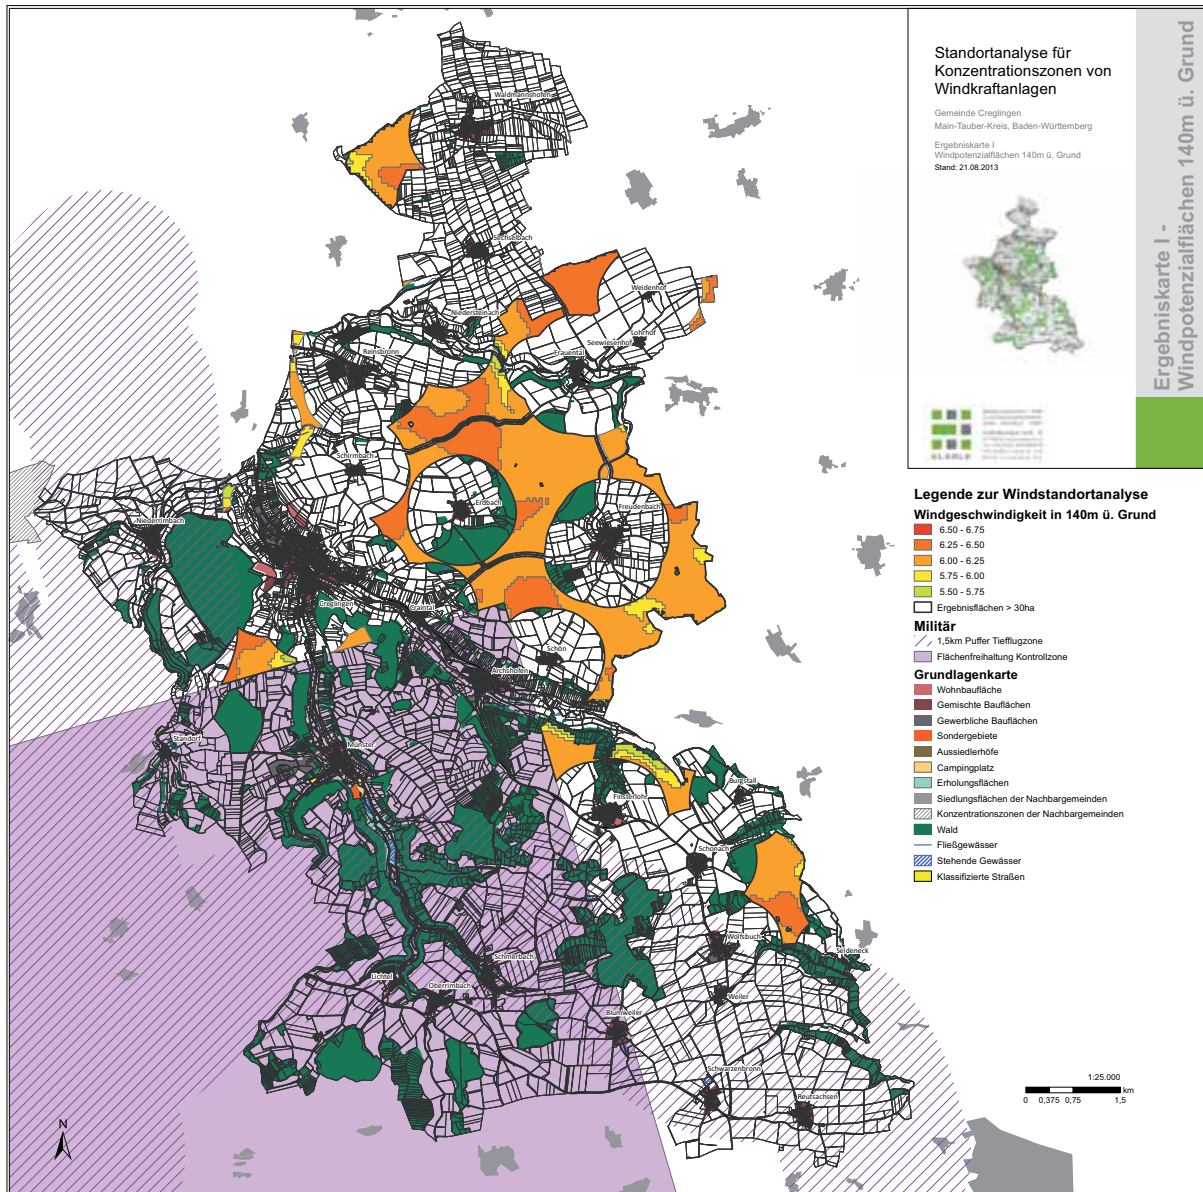 Standortanalyse für
Konzentrationszonen von
Windkraftanlagen
Gemeinde Creglingen
Main-Tauber-Kreis, Baden-Württemberg
Ergebniskarte I
Windpotenzialflächen 140m ü. Grund
Stand: 21.08.2013
Ergebniskarte I -
Windpotenzialflächen 140m ü. Grund
Legende zur Windstandortanalyse
Windgeschwindigkeit in 140m ü. Grund
6.50 - 6.75
6.25 - 6.50
6.00 - 6.25
5.75 - 6.00
5.50 - 5.75
Ergebnisflächen > 30ha
Militär
1,5km Puffer Tiefflugzone
Flächenfreihaltung Kontrollzone
Grundlagenkarte
Wohnbaufläche
Gemischte Bauflächen
Gewerbliche Bauflächen
Sondergebiete
Aussiedlerhöfe
Campingplatz
Erholungsflächen
Siedlungsflächen der Nachbargemeinden
Konzentrationszonen der Nachbargemeinden
Wald
Fließgewässer
Stehende Gewässer
Klassifizierte Straßen
1:25.000
km
0 0,375 0,75 1,5
N
Waldmannshofen
Sechselbach
Weidenhof
Niedersteinach
Lohrhof
Seewiesenhof
Reinsbronn
Frauental
Schirmbach
Erdbach
Freudenbach
Niederrimbach
Creglingen
Craintal
Schön
Archshofen
Standorf
Münster
Burgstall
Finsterlohr
Schonach
Wolfsbuch
Seldeneck
Schmerbach
Lichtel
Oberrimbach
Weiler
Blumweiler
Schwarzenbronn
Reutsachsen